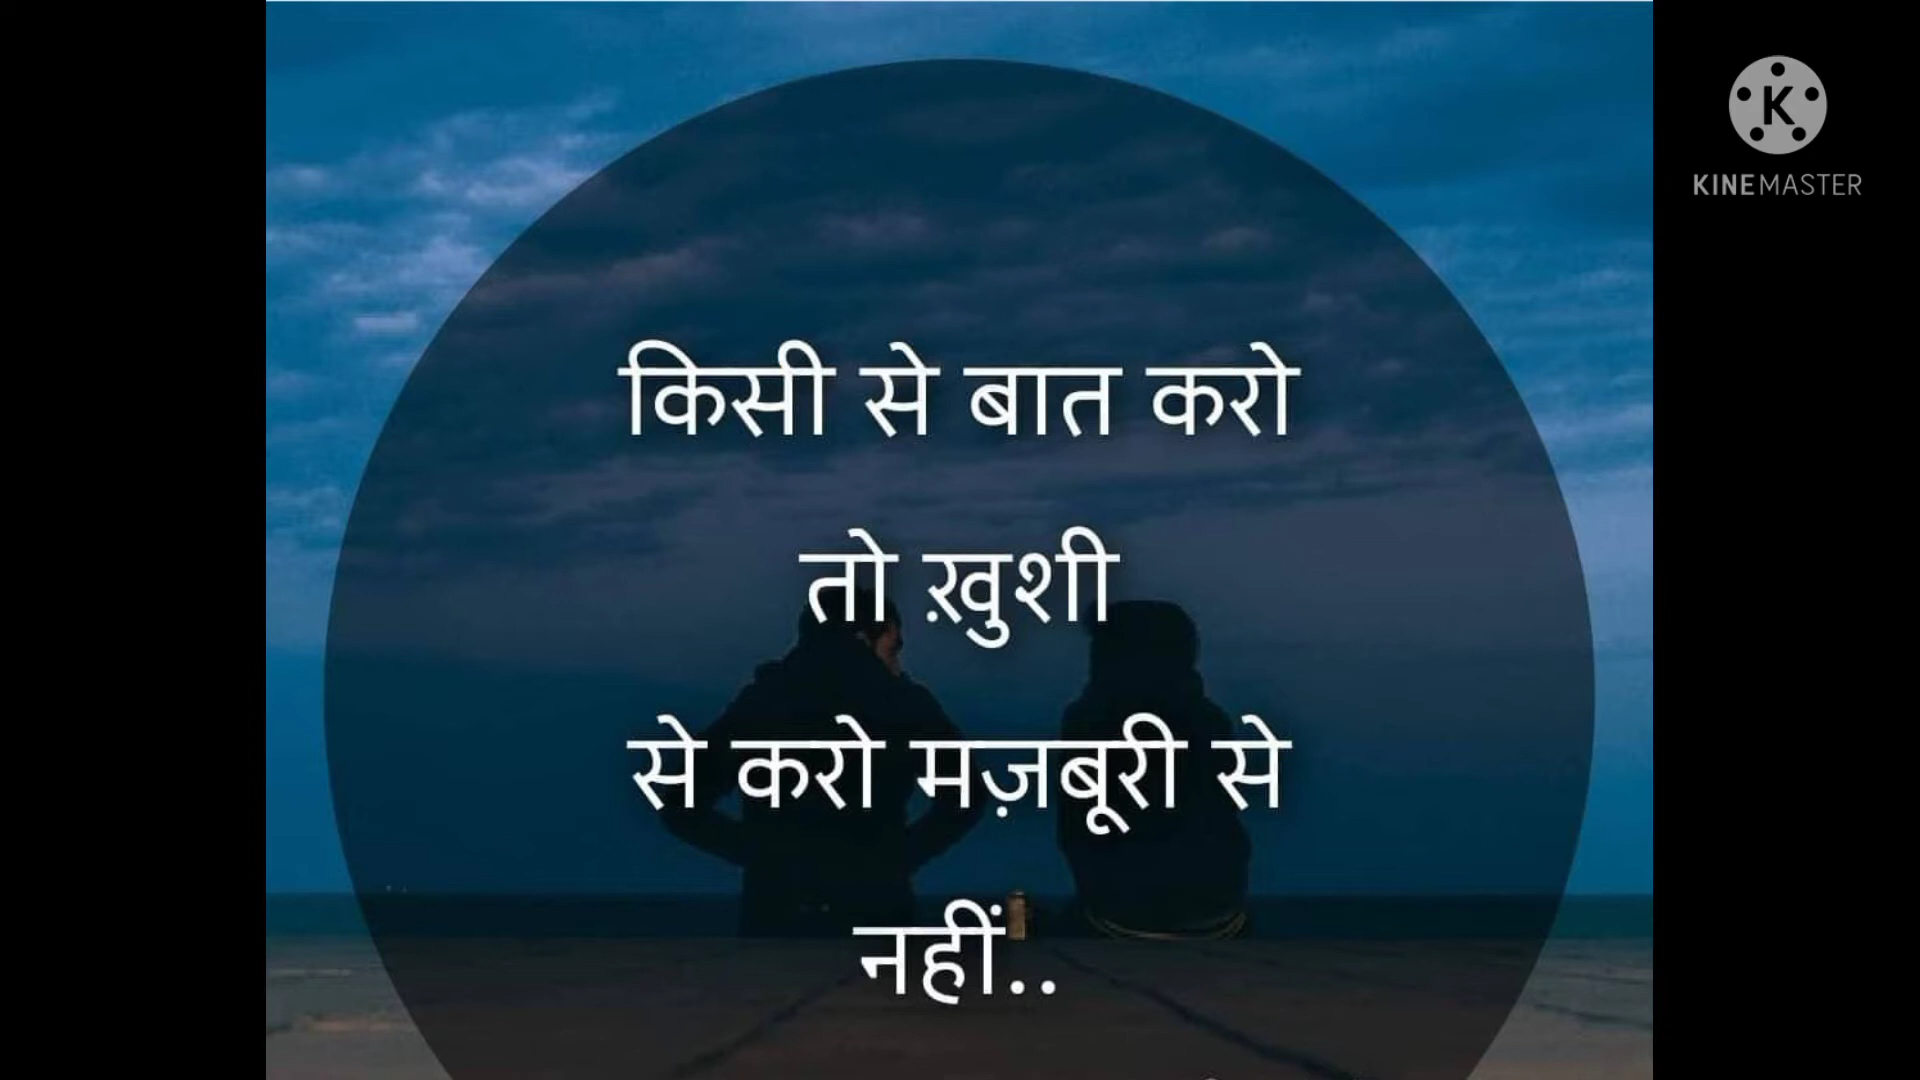 किसी से बात करो
तो ख़ुशी
से करो मज़बूरी से
नहीं..
K
KINEMASTER